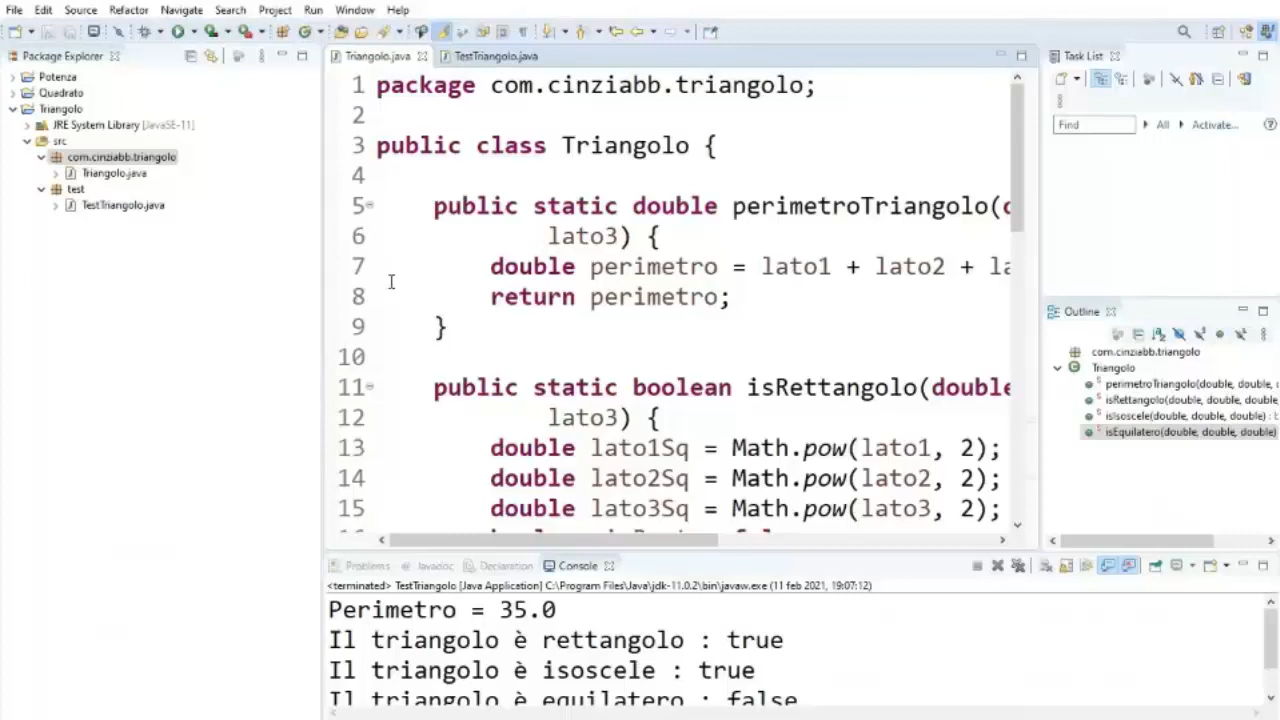 File Edit Source Refactor Navigate Search Project Run Window Help
Package Explorer
Potenza
Quadrato
Triangolo
JRE System Library [JavaSE-11]
src
com.cinziabb.triangolo
Triangolo.java
test
TestTriangolo.java
Triangolo.java TestTriangolo.java
1 package com.cinziabb.triangolo;
2
3 public class Triangolo {
4
5 public static double perimetroTriangolo(
6 lato3) {
7 double perimetro = lato1 + lato2 + la
8 return perimetro;
9 }
10
11 public static boolean isRettangolo(double
12 lato3) {
13 double lato1Sq = Math.pow(lato1, 2);
14 double lato2Sq = Math.pow(lato2, 2);
15 double lato3Sq = Math.pow(lato3, 2);
Task List
Find All Activate...
Outline
com.cinziabb.triangolo
Triangolo
perimetroTriangolo(double, double, d
isRettangolo(double, double, double
isIsoscele(double, double, double) : b
isEquilatero(double, double, double)
Problems Javadoc Declaration Console
<terminated> TestTriangolo [Java Application] C:\Program Files\Java\jdk-11.0.2\bin\javaw.exe (11 feb 2021, 19:07:12)
Perimetro = 35.0
Il triangolo è rettangolo : true
Il triangolo è isoscele : true
Il triangolo è equilatero : false